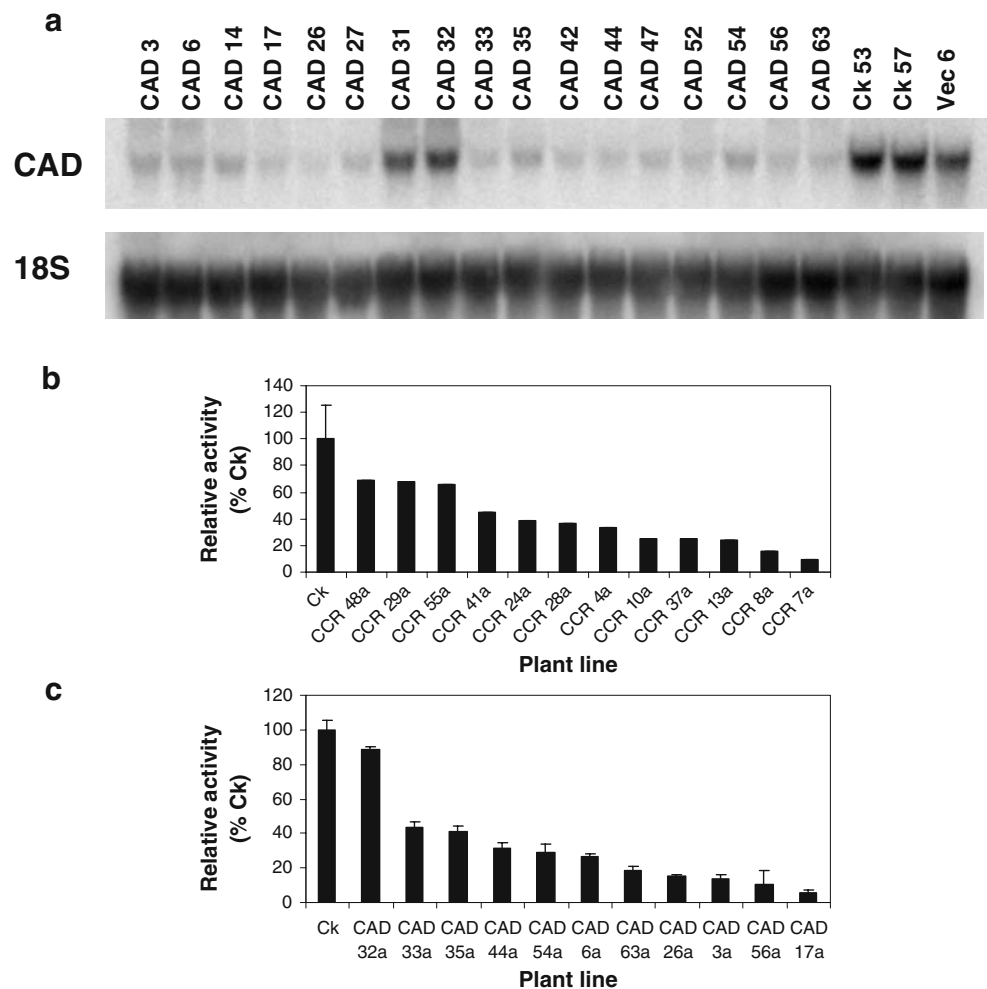 a
CAD 3 CAD 6 CAD 14 CAD 17 CAD 26 CAD 27 CAD 31 CAD 32 CAD 33 CAD 35 CAD 42 CAD 44 CAD 47 CAD 52 CAD 54 CAD 56 CAD 63 Ck 53 Ck 57 Vec 6
CAD
18S
b
Relative activity
(% Ck)
140
120
100
80
60
40
20
0
Ck CCR 48a CCR 29a CCR 55a CCR 41a CCR 24a CCR 28a CCR 4a CCR 10a CCR 37a CCR 13a CCR 8a CCR 7a
Plant line
c
Relative activity
(% Ck)
120
100
80
60
40
20
0
Ck CAD CAD CAD CAD CAD CAD CAD CAD CAD CAD CAD
32a 33a 35a 44a 54a 6a 63a 26a 3a 56a 17a
Plant line